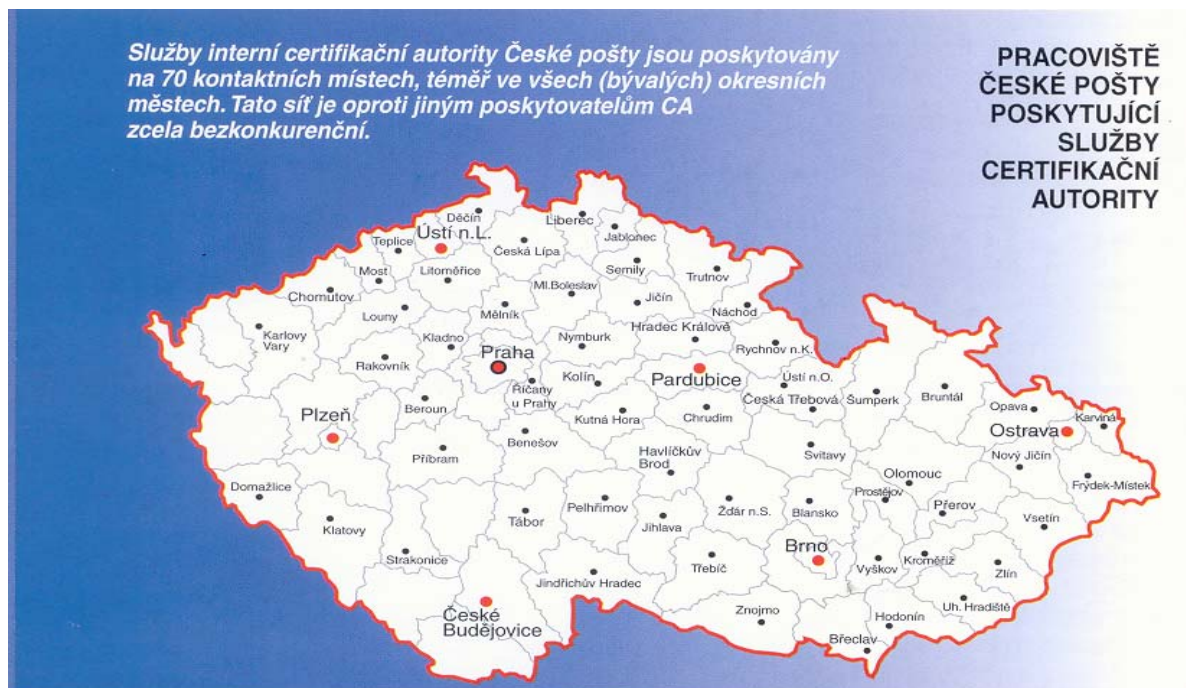 Služby interní certifikační autority České pošty jsou poskytovány
na 70 kontaktních místech, téměř ve všech (bývalých) okresních
městech. Tato síť je oproti jiným poskytovatelům CA
zcela bezkonkurenční.
PRACOVIŠTĚ
ČESKÉ POŠTY
POSKYTUJÍCÍ
SLUŽBY
CERTIFIKAČNÍ
AUTORITY
Děčín
Liberec
Ústí n.L.
Jablonec
Teplice
Česká Lípa
Most
Litoměřice
Semily
Trutnov
Chomutov
Ml.Boleslav
Jičín
Louny
Mělník
Náchod
Karlovy
Vary
Kladno
Nymburk
Hradec Králové
Praha
Rychnov n.K.
Rakovník
Kolín
Pardubice
Ústí n.O.
Říčany
u Prahy
Česká Třebová
Šumperk
Bruntál
Opava
Karviná
Plzeň
Beroun
Kutná Hora
Chrudim
Ostrava
Benešov
Příbram
Havlíčkův
Brod
Svitavy
Nový Jičín
Olomouc
Domažlice
Prostějov
Frýdek-Místek
Klatovy
Tábor
Pelhřimov
Jihlava
Žďár n.S.
Blansko
Přerov
Vsetín
Strakonice
Brno
Třebíč
Vyškov
Kroměříž
Zlín
Jindřichův Hradec
České
Budějovice
Znojmo
Uh. Hradiště
Hodonín
Břeclav